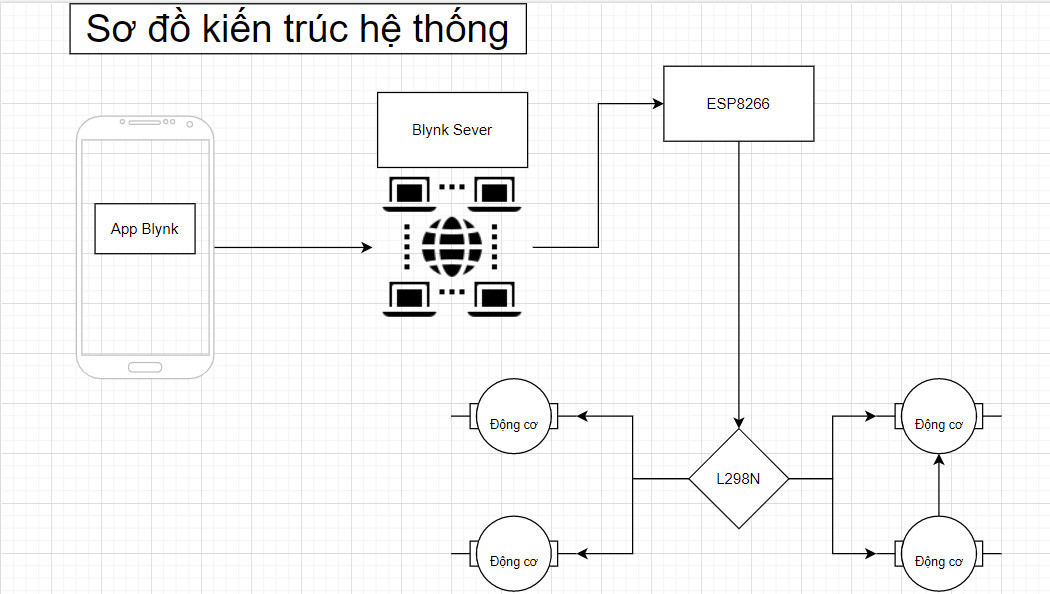 Sơ đồ kiến trúc hệ thống
ESP8266
Blynk Sever
App Blynk
Động cơ
Động cơ
L298N
Động cơ
Động cơ